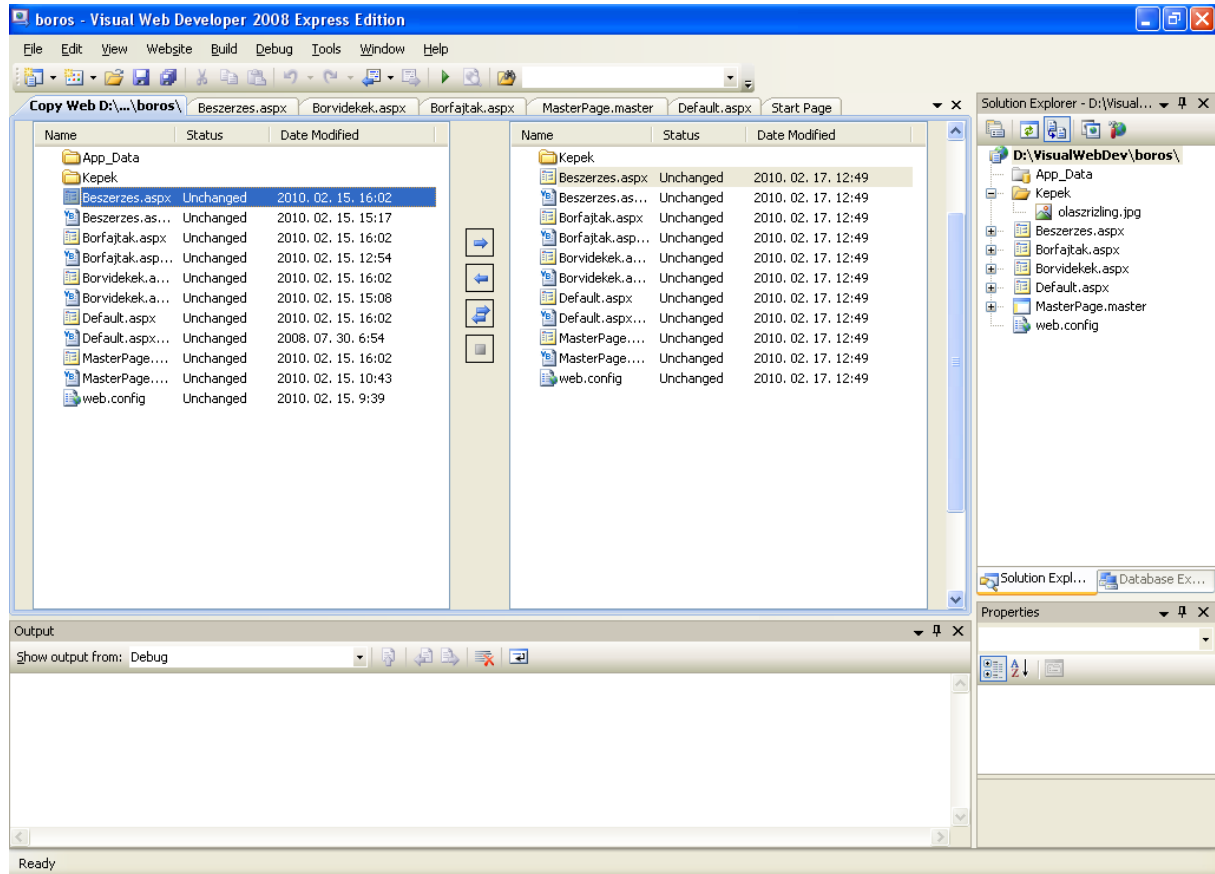 boros - Visual Web Developer 2008 Express Edition
File Edit View Website Build Debug Tools Window Help
Copy Web D:\...\boros\ Beszerzes.aspx Borvidekek.aspx Borfajtak.aspx MasterPage.master Default.aspx Start Page
Name Status Date Modified
App_Data
Kepek
Beszerzes.aspx Unchanged 2010. 02. 15. 16:02
Beszerzes.as... Unchanged 2010. 02. 15. 15:17
Borfajtak.aspx Unchanged 2010. 02. 15. 16:02
Borfajtak.asp... Unchanged 2010. 02. 15. 12:54
Borvidekek.a... Unchanged 2010. 02. 15. 16:02
Borvidekek.a... Unchanged 2010. 02. 15. 15:08
Default.aspx Unchanged 2010. 02. 15. 16:02
Default.aspx... Unchanged 2008. 07. 30. 6:54
MasterPage.... Unchanged 2010. 02. 15. 16:02
MasterPage.... Unchanged 2010. 02. 15. 10:43
web.config Unchanged 2010. 02. 15. 9:39
Name Status Date Modified
Kepek
Beszerzes.aspx Unchanged 2010. 02. 17. 12:49
Beszerzes.as... Unchanged 2010. 02. 17. 12:49
Borfajtak.aspx Unchanged 2010. 02. 17. 12:49
Borfajtak.asp... Unchanged 2010. 02. 17. 12:49
Borvidekek.a... Unchanged 2010. 02. 17. 12:49
Borvidekek.a... Unchanged 2010. 02. 17. 12:49
Default.aspx Unchanged 2010. 02. 17. 12:49
Default.aspx... Unchanged 2010. 02. 17. 12:49
MasterPage.... Unchanged 2010. 02. 17. 12:49
MasterPage.... Unchanged 2010. 02. 17. 12:49
web.config Unchanged 2010. 02. 17. 12:49
Solution Explorer - D:\Visual...
D:\VisualWebDev\boros\
App_Data
Kepek
olaszrizling.jpg
Beszerzes.aspx
Borfajtak.aspx
Borvidekek.aspx
Default.aspx
MasterPage.master
web.config
Solution Expl... Database Ex...
Properties
Output
Show output from: Debug
Ready